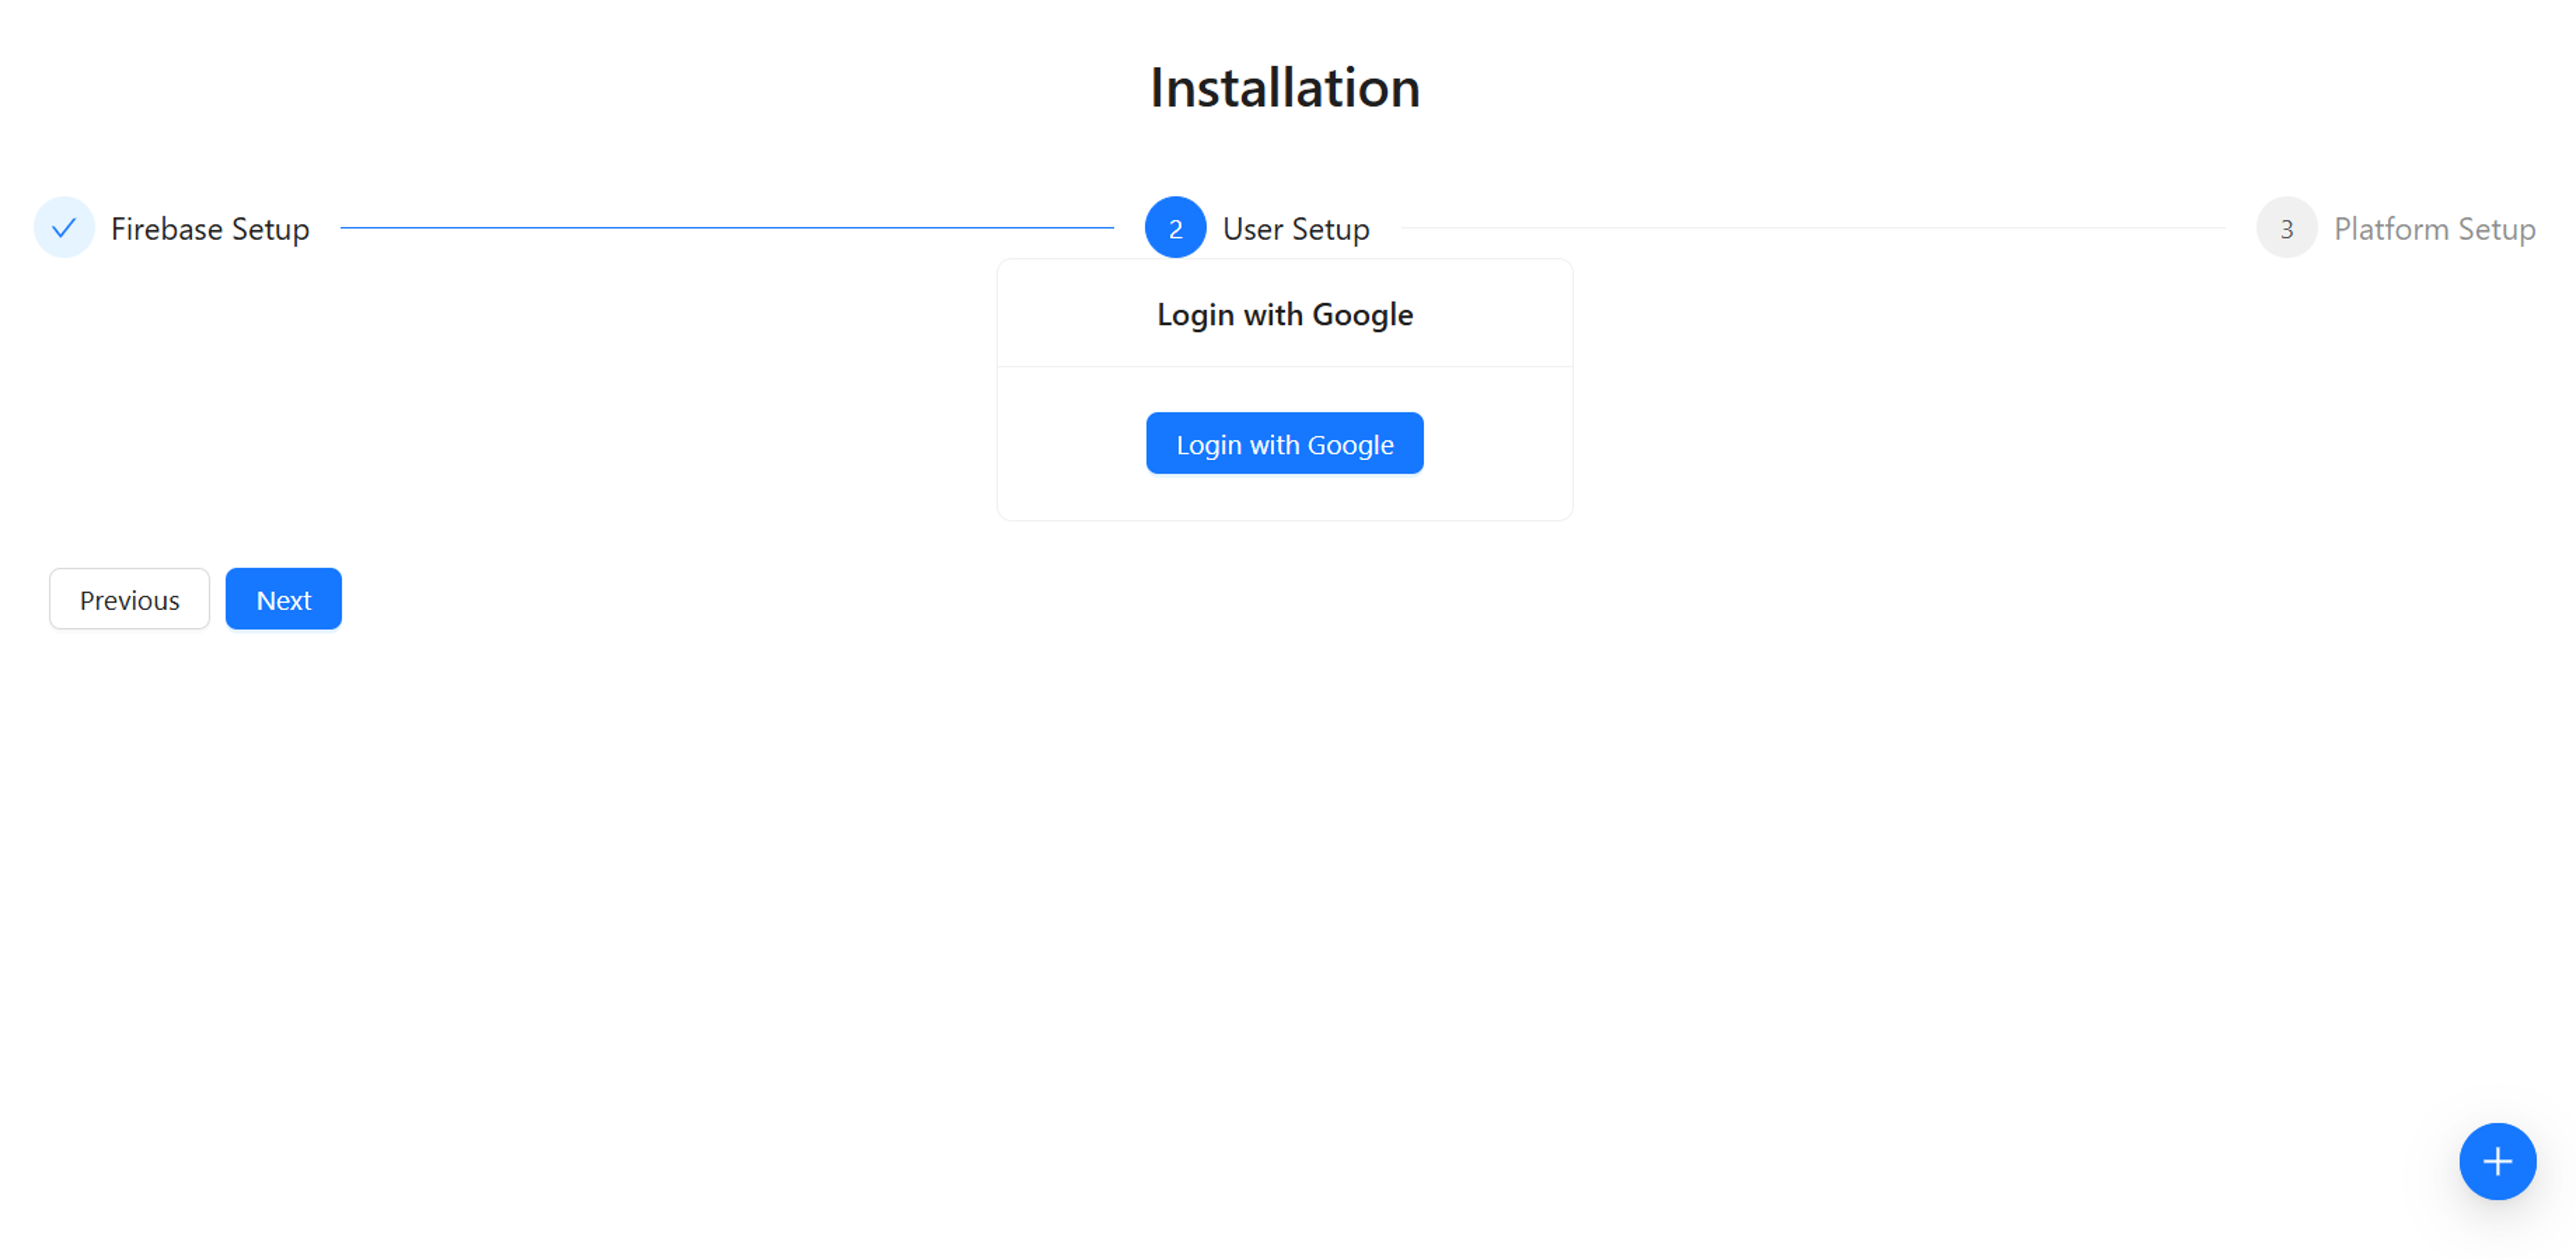 Installation
Firebase Setup
2 User Setup
3 Platform Setup
Login with Google
Login with Google
Previous Next